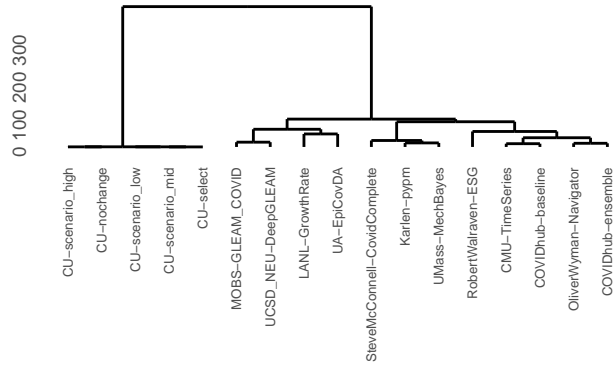 0 100 200 300
CU−scenario_high
CU−nochange
CU−scenario_low
CU−scenario_mid
CU−select
MOBS−GLEAM_COVID
UCSD_NEU−DeepGLEAM
LANL−GrowthRate
UA−EpiCovDA
SteveMcConnell−CovidComplete
Karlen−pypm
UMass−MechBayes
RobertWalraven−ESG
CMU−TimeSeries
COVIDhub−baseline
OliverWyman−Navigator
COVIDhub−ensemble